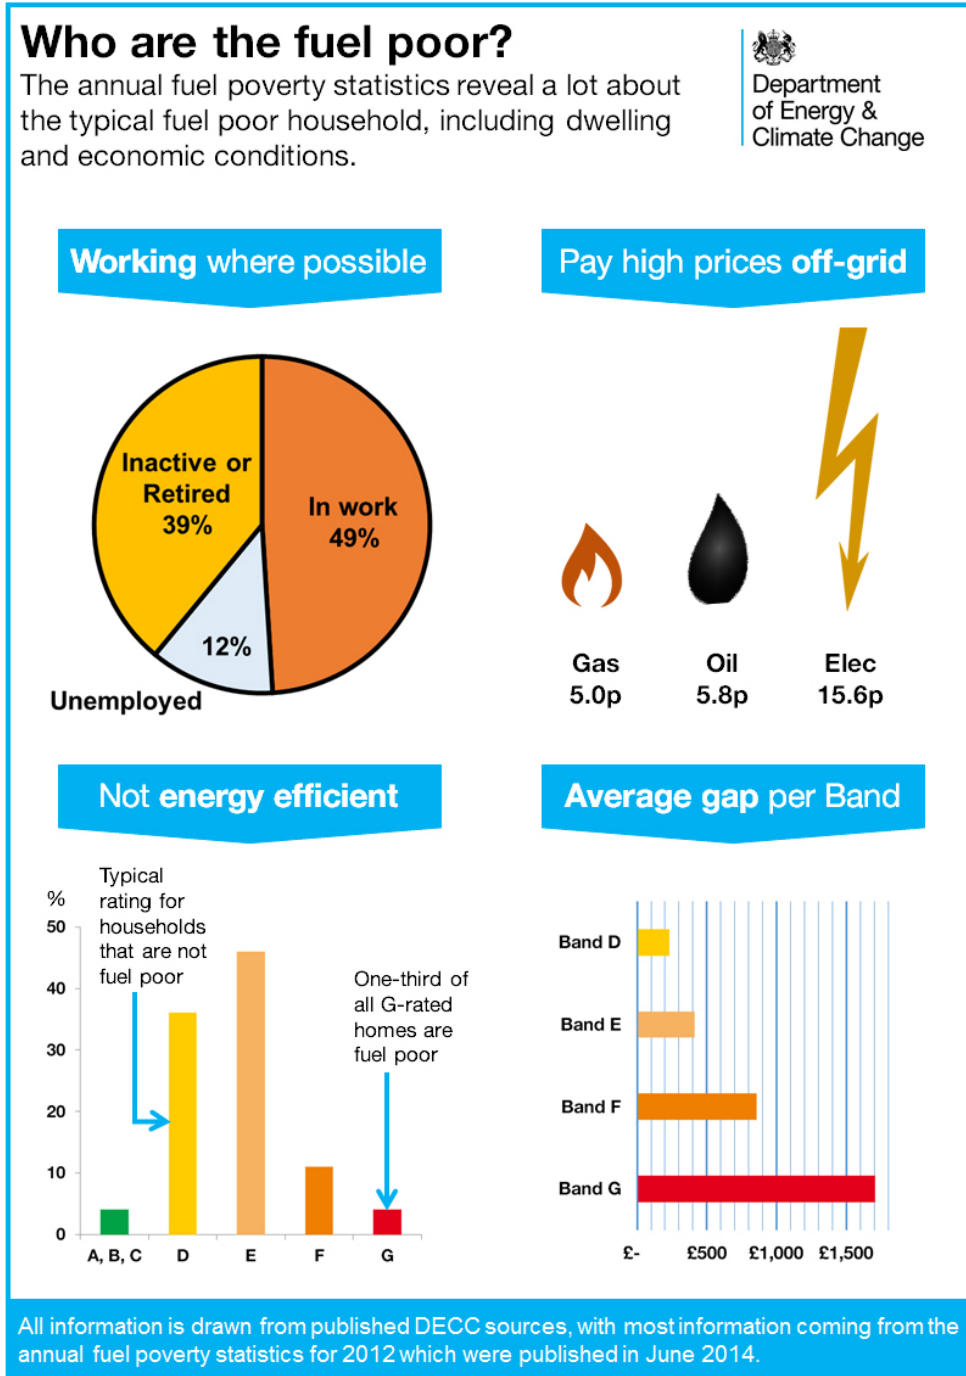 Who are the fuel poor?
The annual fuel poverty statistics reveal a lot about
the typical fuel poor household, including dwelling
and economic conditions.
Department
of Energy &
Climate Change
Working where possible
Inactive or
Retired
39%
In work
49%
12%
Unemployed
Pay high prices off-grid
Gas
5.0p
Oil
5.8p
Elec
15.6p
Not energy efficient
%
50
40
30
20
10
0
Typical
rating for
households
that are not
fuel poor
One-third of
all G-rated
homes are
fuel poor
A, B, C
D
E
F
G
Average gap per Band
Band D
Band E
Band F
Band G
£-
£500
£1,000
£1,500
All information is drawn from published DECC sources, with most information coming from the
annual fuel poverty statistics for 2012 which were published in June 2014.